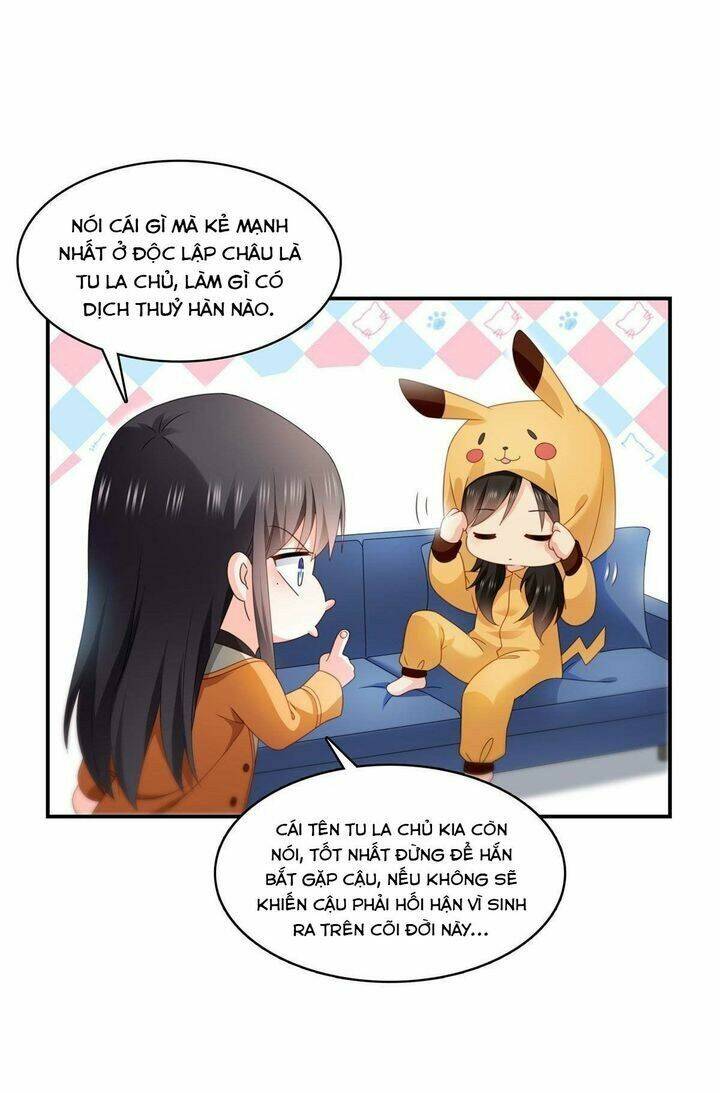 NÓI CÁI GÌ MÀ KẺ MẠNH
NHẤT Ở ĐỘC LẬP CHÂU LÀ
TU LA CHỦ, LÀM GÌ CÓ
DỊCH THUỶ HÀN NÀO.
CÁI TÊN TU LA CHỦ KIA CÒN
NÓI, TỐT NHẤT ĐỪNG ĐỂ HẮN
BẮT GẶP CẬU, NẾU KHÔNG SẼ
KHIẾN CẬU PHẢI HỐI HẬN VÌ SINH
RA TRÊN CÕI ĐỜI NÀY...